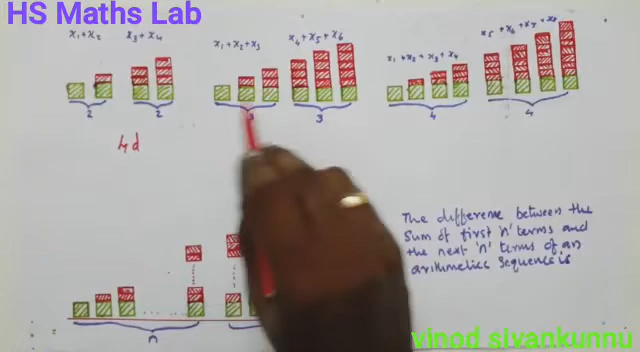 HS Maths Lab
x₁+x₂
x₃+x₄
x₁+x₂+x₃
x₄+x₅+x₆
x₁+x₂+x₃+x₄
x₅+x₆+x₇+x₈
2
2
3
3
4
4
4d
The difference between the
Sum of first 'n' terms and
the next 'n' terms of an
arithmetics sequence is
n
vinod sivankunnu